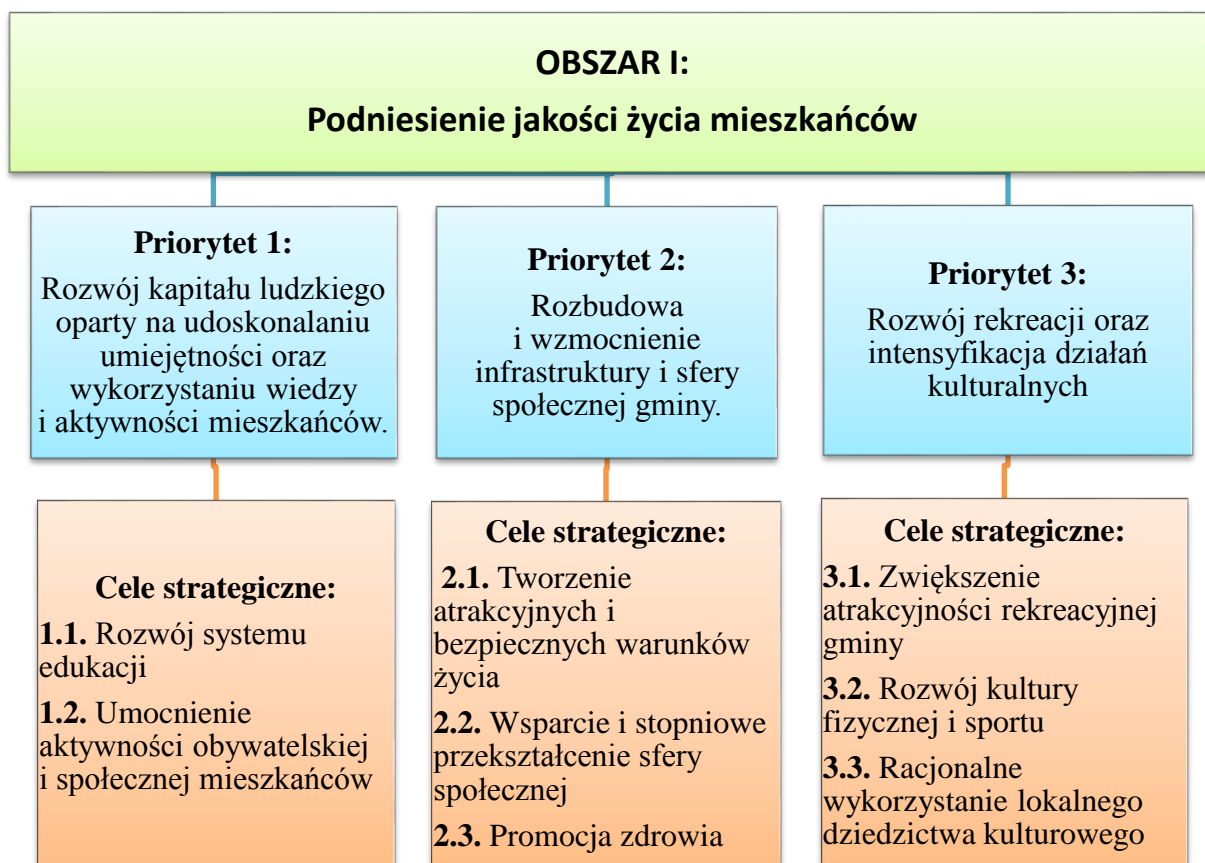 OBSZAR I:
Podniesienie jakości życia mieszkańców
Priorytet 1:
Rozwój kapitału ludzkiego
oparty na udoskonalaniu
umiejętności oraz
wykorzystaniu wiedzy
i aktywności mieszkańców.
Priorytet 2:
Rozbudowa
i wzmocnienie
infrastruktury i sfery
społecznej gminy.
Priorytet 3:
Rozwój rekreacji oraz
intensyfikacja działań
kulturalnych
Cele strategiczne:
1.1. Rozwój systemu
edukacji
1.2. Umocnienie
aktywności obywatelskiej
i społecznej mieszkańców
Cele strategiczne:
2.1. Tworzenie
atrakcyjnych i
bezpiecznych warunków
życia
2.2. Wsparcie i stopniowe
przekształcenie sfery
społecznej
2.3. Promocja zdrowia
Cele strategiczne:
3.1. Zwiększenie
atrakcyjności rekreacyjnej
gminy
3.2. Rozwój kultury
fizycznej i sportu
3.3. Racjonalne
wykorzystanie lokalnego
dziedzictwa kulturowego